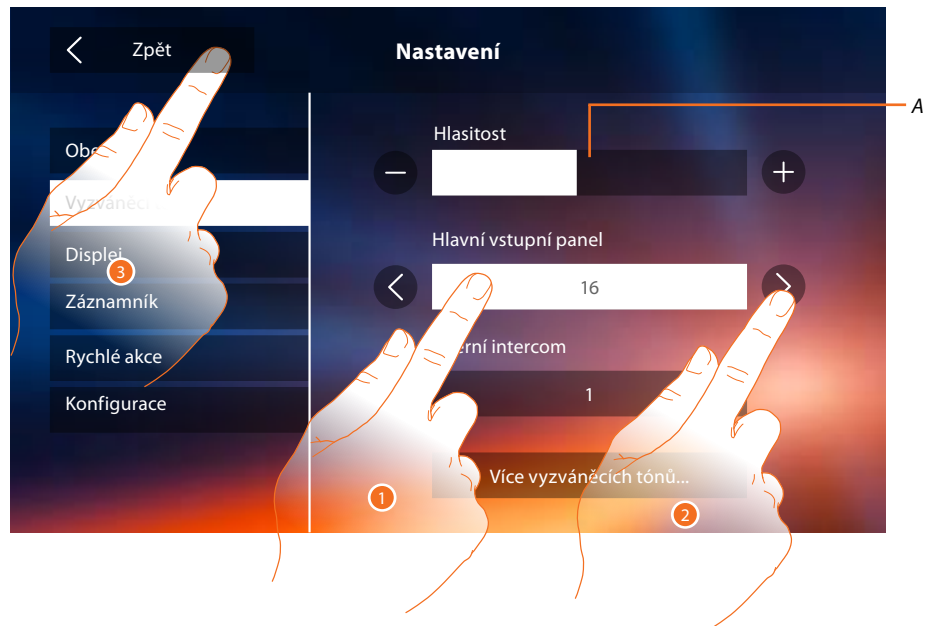 Zpět
Nastavení
A
Hlasitost
Vyzváněcí
Hlavní vstupní panel
Displej
3
16
Záznamník
Rychlé akce
intercom
1
Konfigurace
Více vyzváněcích tónů...
1
2